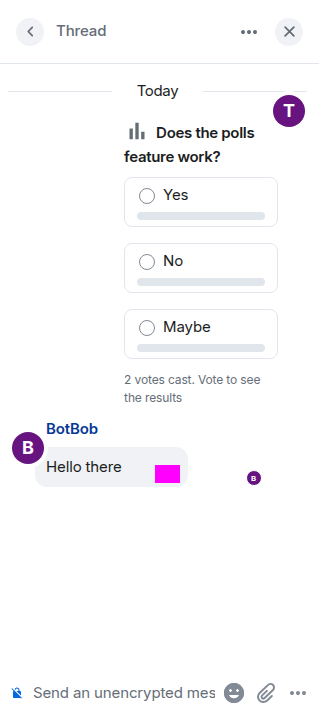 Thread
Today
T
Does the polls
feature work?
Yes
No
Maybe
2 votes cast. Vote to see
the results
BotBob
B
Hello there
B
Send an unencrypted mes